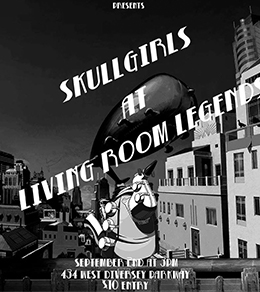 PRESENTS
SKULLGIRLS
AT
LIVING ROOM LEGENDS
SEPTEMBER 2ND AT 3PM
434 WEST DIVERSEY PARKWAY
$10 ENTRY